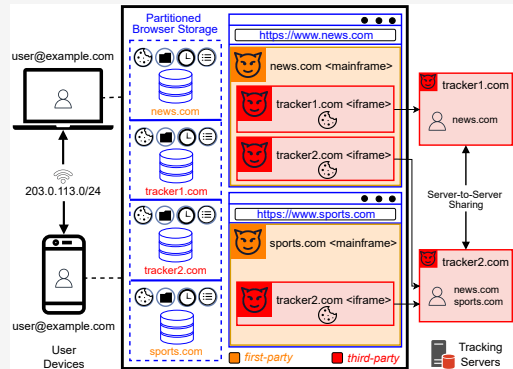 Partitioned
Browser Storage
https://www.news.com
user@example.com
news.com <mainframe>
tracker1.com <iframe>
tracker1.com
news.com
news.com
tracker2.com <iframe>
203.0.113.0/24
tracker1.com
Server-to-Server
Sharing
https://www.sports.com
sports.com <mainframe>
tracker2.com
tracker2.com
news.com
sports.com
tracker2.com <iframe>
user@example.com
sports.com
User
Devices
first-party
third-party
Tracking
Servers